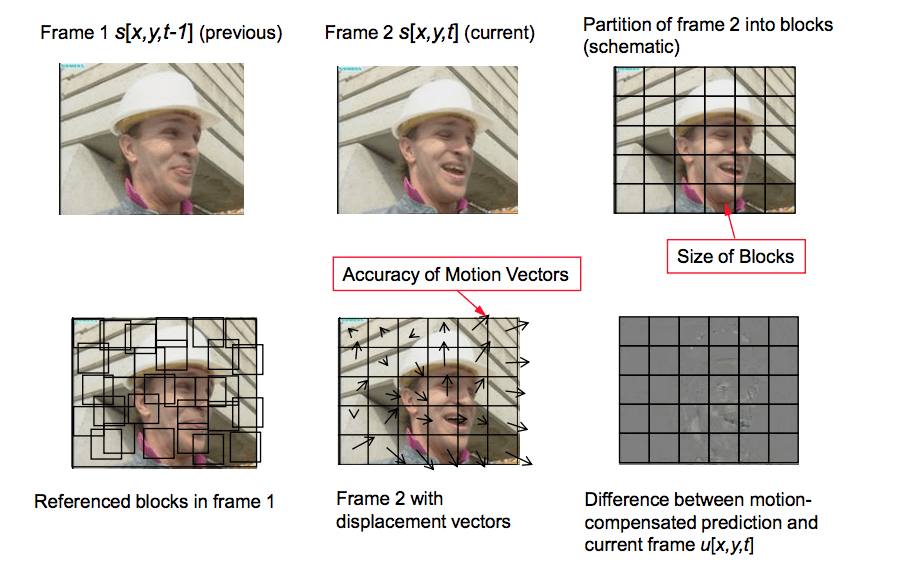 Frame 1 s[x,y,t-1] (previous)
Frame 2 s[x,y,t] (current)
Partition of frame 2 into blocks
(schematic)
Size of Blocks
Accuracy of Motion Vectors
Referenced blocks in frame 1
Frame 2 with
displacement vectors
Difference between motion-
compensated prediction and
current frame u[x,y,t]